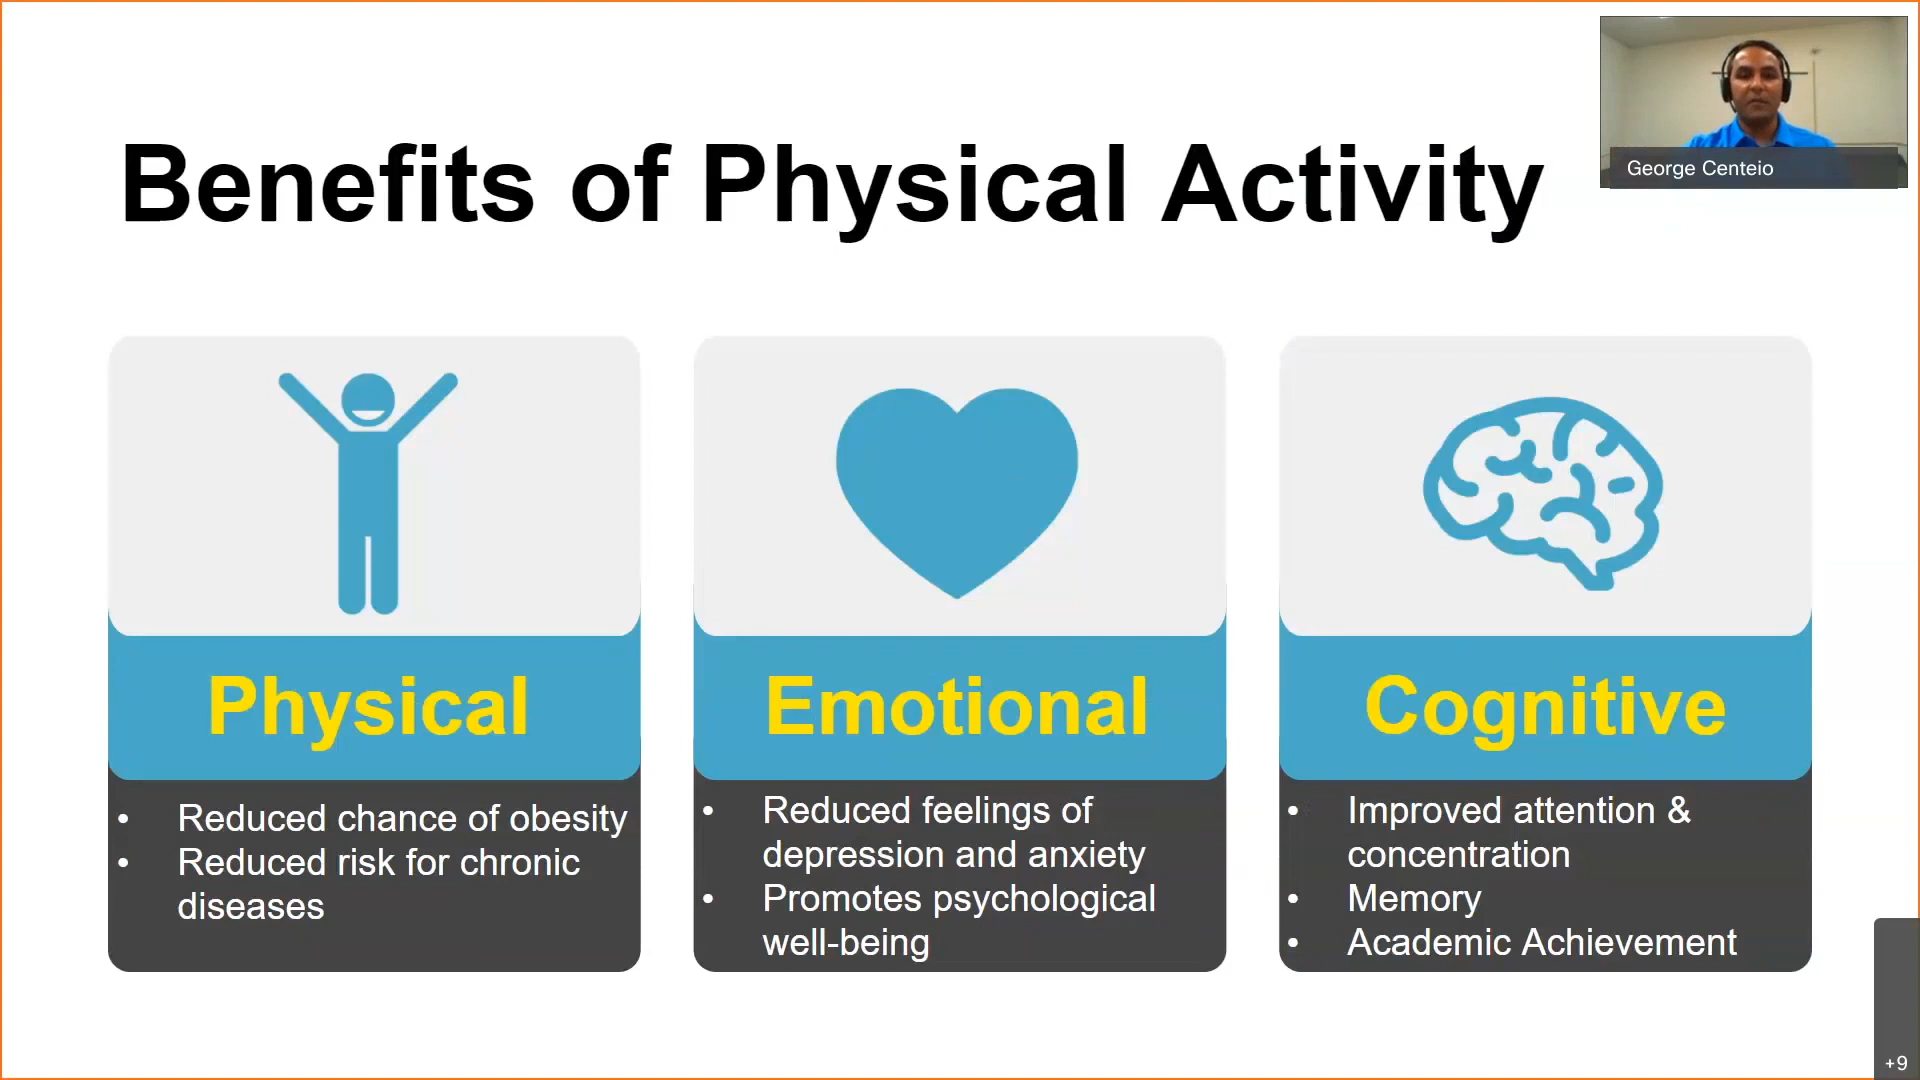 Benefits of Physical Activity
George Centeio
Physical
• Reduced chance of obesity
• Reduced risk for chronic
diseases
Emotional
• Reduced feelings of
depression and anxiety
• Promotes psychological
well-being
Cognitive
• Improved attention &
concentration
• Memory
• Academic Achievement
+9